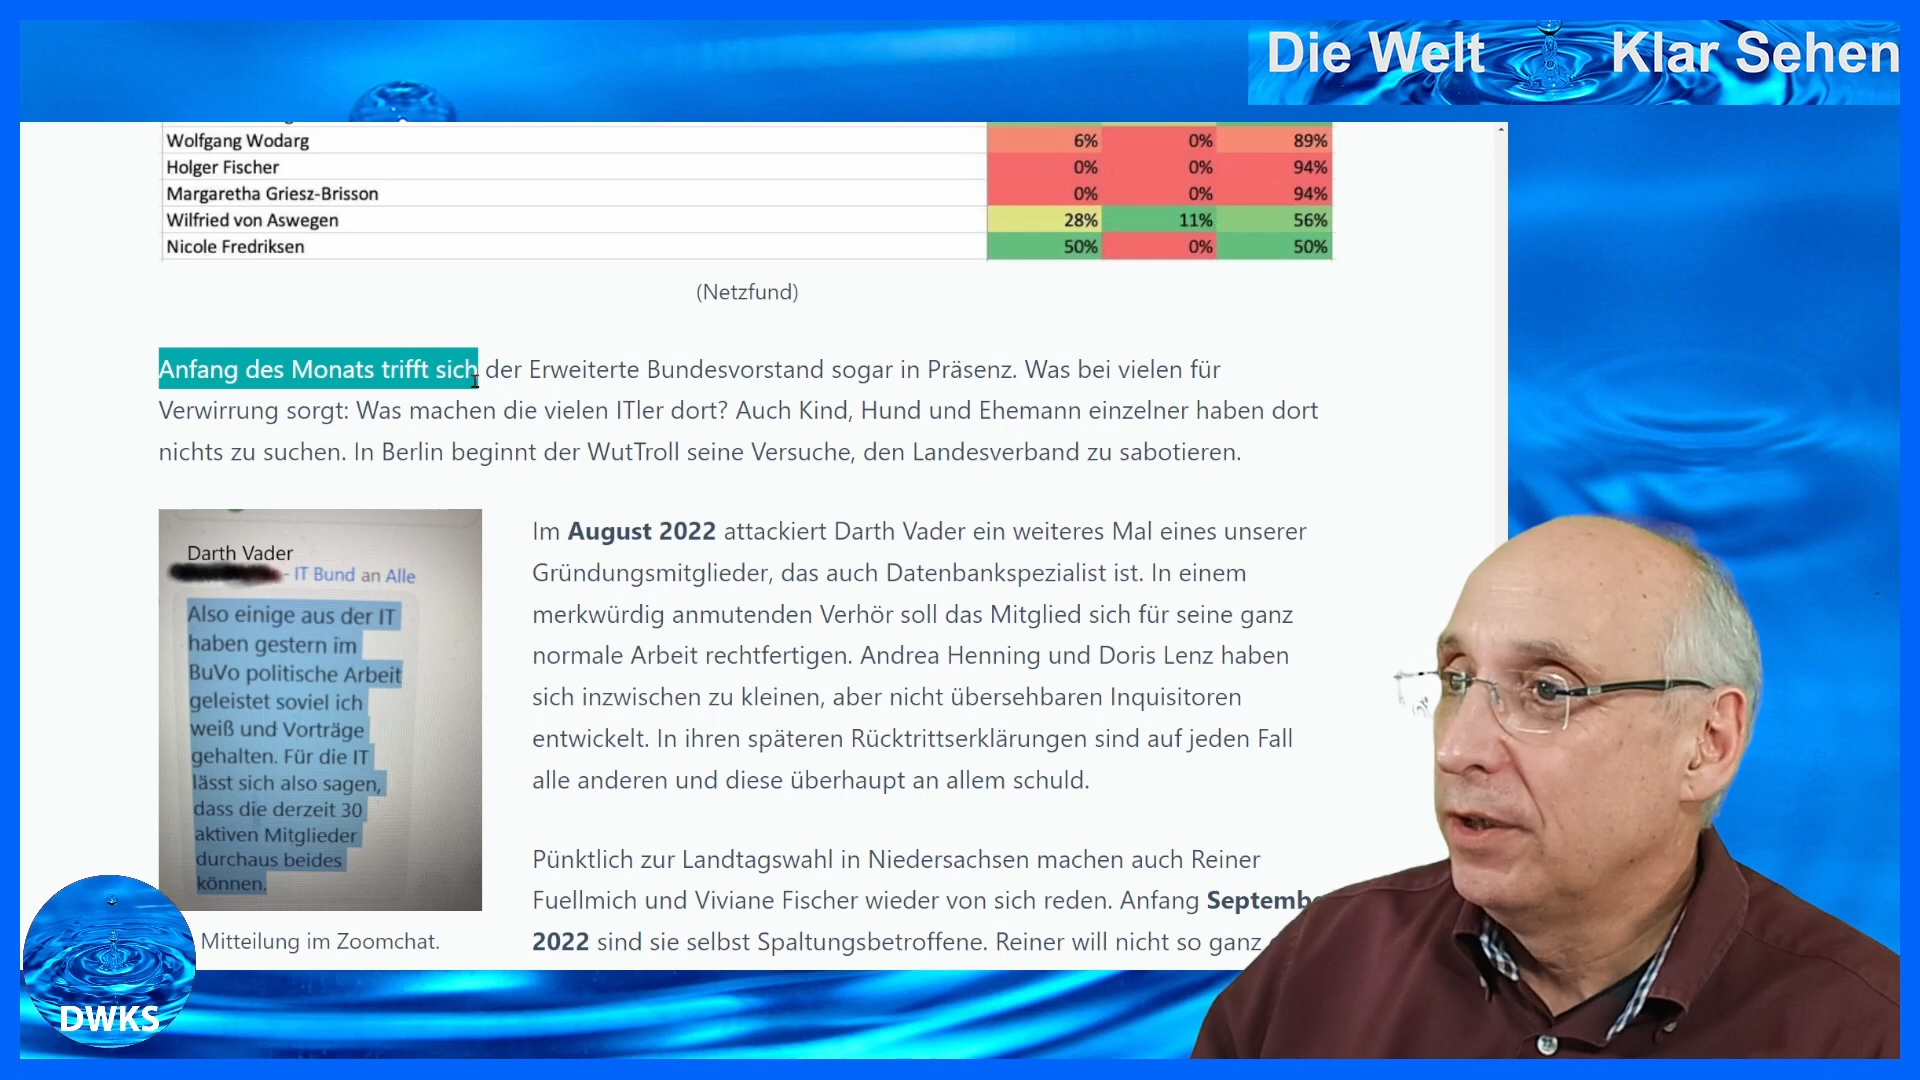 Die Welt Klar Sehen
Wolfgang Wodarg 6% 0% 89%
Holger Fischer 0% 0% 94%
Margaretha Griesz-Brisson 0% 0% 94%
Wilfried von Aswegen 28% 11% 56%
Nicole Fredriksen 50% 0% 50%
(Netzfund)
Anfang des Monats trifft sich der Erweiterte Bundesvorstand sogar in Präsenz. Was bei vielen für
Verwirrung sorgt: Was machen die vielen ITler dort? Auch Kind, Hund und Ehemann einzelner haben dort
nichts zu suchen. In Berlin beginnt der WutTroll seine Versuche, den Landesverband zu sabotieren.
Darth Vader
- IT Bund an Alle
Also einige aus der IT
haben gestern im
BuVo politische Arbeit
geleistet soviel ich
weiß und Vorträge
gehalten. Für die IT
lässt sich also sagen,
dass die derzeit 30
aktiven Mitglieder
durchaus beides
können.
Mitteilung im Zoomchat.
Im August 2022 attackiert Darth Vader ein weiteres Mal eines unserer
Gründungsmitglieder, das auch Datenbankspezialist ist. In einem
merkwürdig anmutenden Verhör soll das Mitglied sich für seine ganz
normale Arbeit rechtfertigen. Andrea Henning und Doris Lenz haben
sich inzwischen zu kleinen, aber nicht übersehbaren Inquisitoren
entwickelt. In ihren späteren Rücktrittserklärungen sind auf jeden Fall
alle anderen und diese überhaupt an allem schuld.
Pünktlich zur Landtagswahl in Niedersachsen machen auch Reiner
Fuellmich und Viviane Fischer wieder von sich reden. Anfang Septemb
2022 sind sie selbst Spaltungsbetroffene. Reiner will nicht so ganz
DWKS